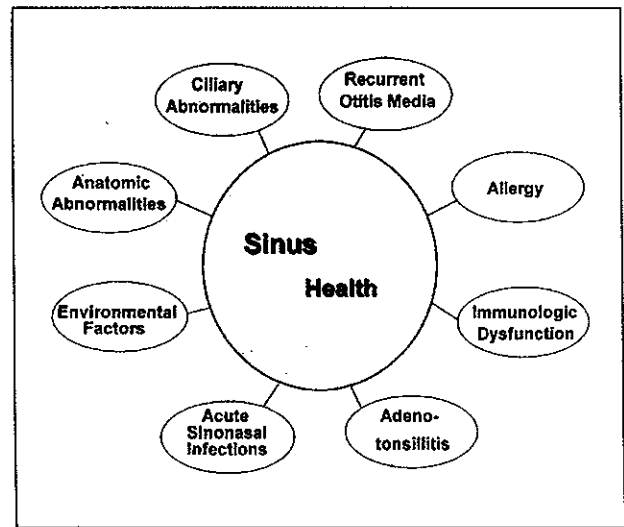 Ciliary
Abnormalities
Recurrent
Otitis Media
Anatomic
Abnormalities
Allergy
Sinus
Health
Environmental
Factors
Immunologic
Dysfunction
Acute
Sinonasal
Infections
Adeno-
tonsillitis